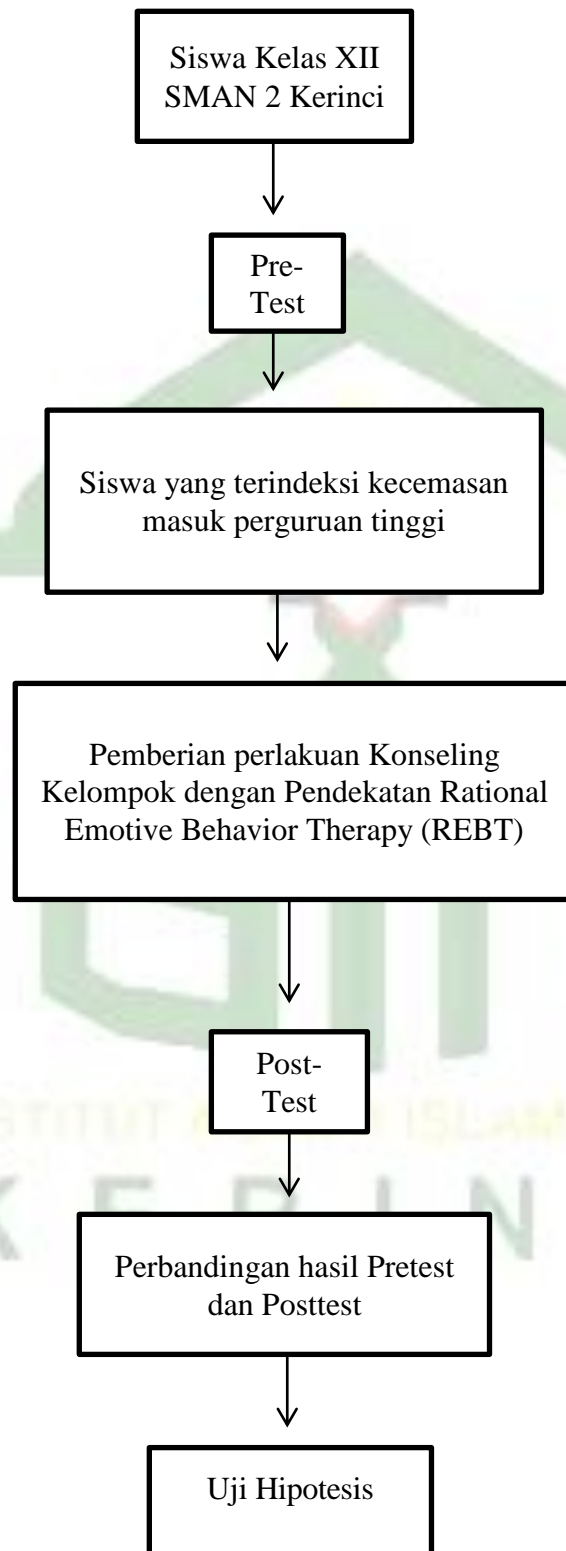 Siswa Kelas XII
SMAN 2 Kerinci
Pre-
Test
Siswa yang terindeksi kecemasan
masuk perguruan tinggi
Pemberian perlakuan Konseling
Kelompok dengan Pendekatan Rational
Emotive Behavior Therapy (REBT)
Post-
Test
ISLAM
Perbandingan hasil Pretest
dan Posttest
Uji Hipotesis